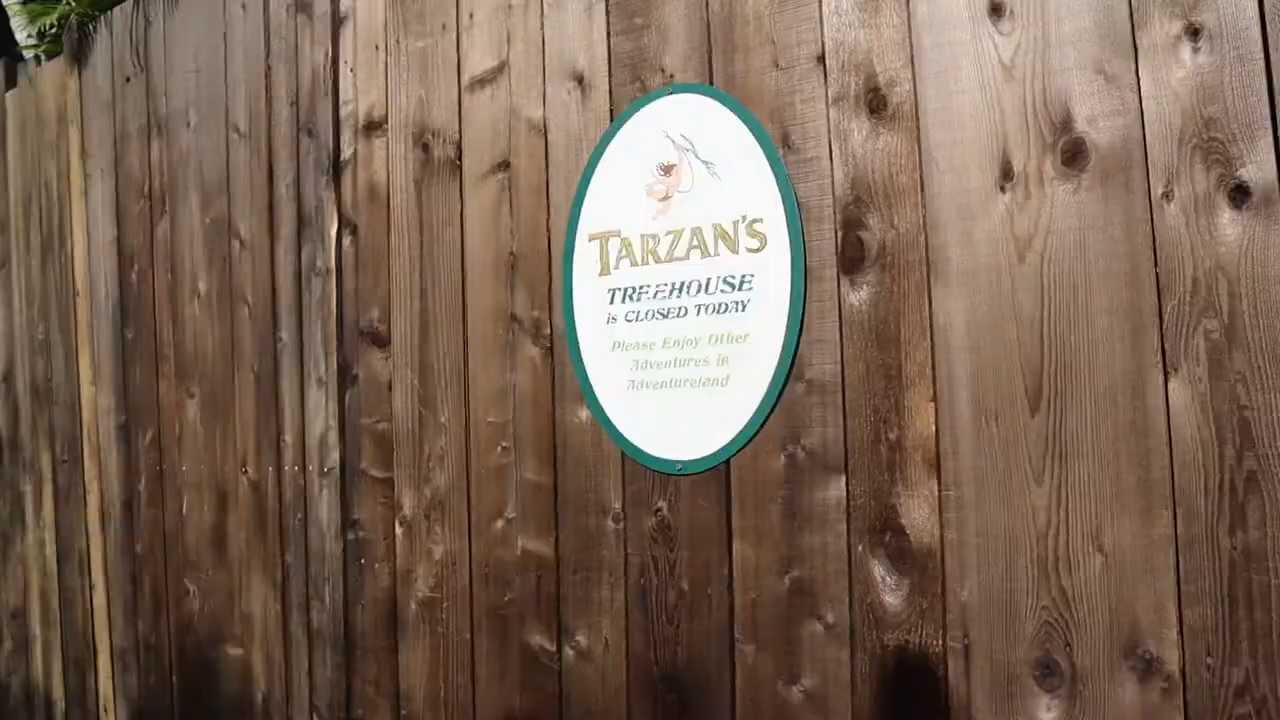 TARZAN'S
TREEHOUSE
is CLOSED TODAY
Please Enjoy Other
Adventures in
Adventureland